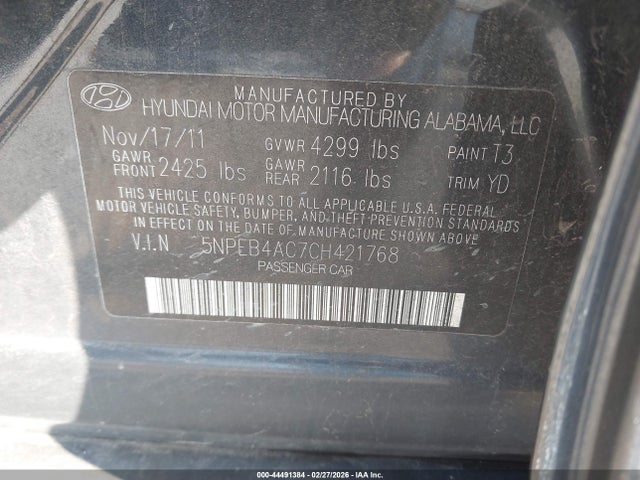 MANUFACTURED BY
HYUNDAI MOTOR MANUFACTURING ALABAMA, LLC
Nov/17/11 GVWR 4299 lbs PAINT T3
GAWR FRONT 2425 lbs GAWR REAR 2116 lbs TRIM YD
THIS VEHICLE CONFORMS TO ALL APPLICABLE U.S.A. FEDERAL
MOTOR VEHICLE SAFETY, BUMPER, AND THEFT PREVENTION STANDARDS
IN EFFECT ON THE DATE OF MANUFACTURE SHOWN ABOVE
V.I.N 5NPEB4AC7CH421768
PASSENGER CAR
000-44491384 - 02/27/2026 - IAAI.COM